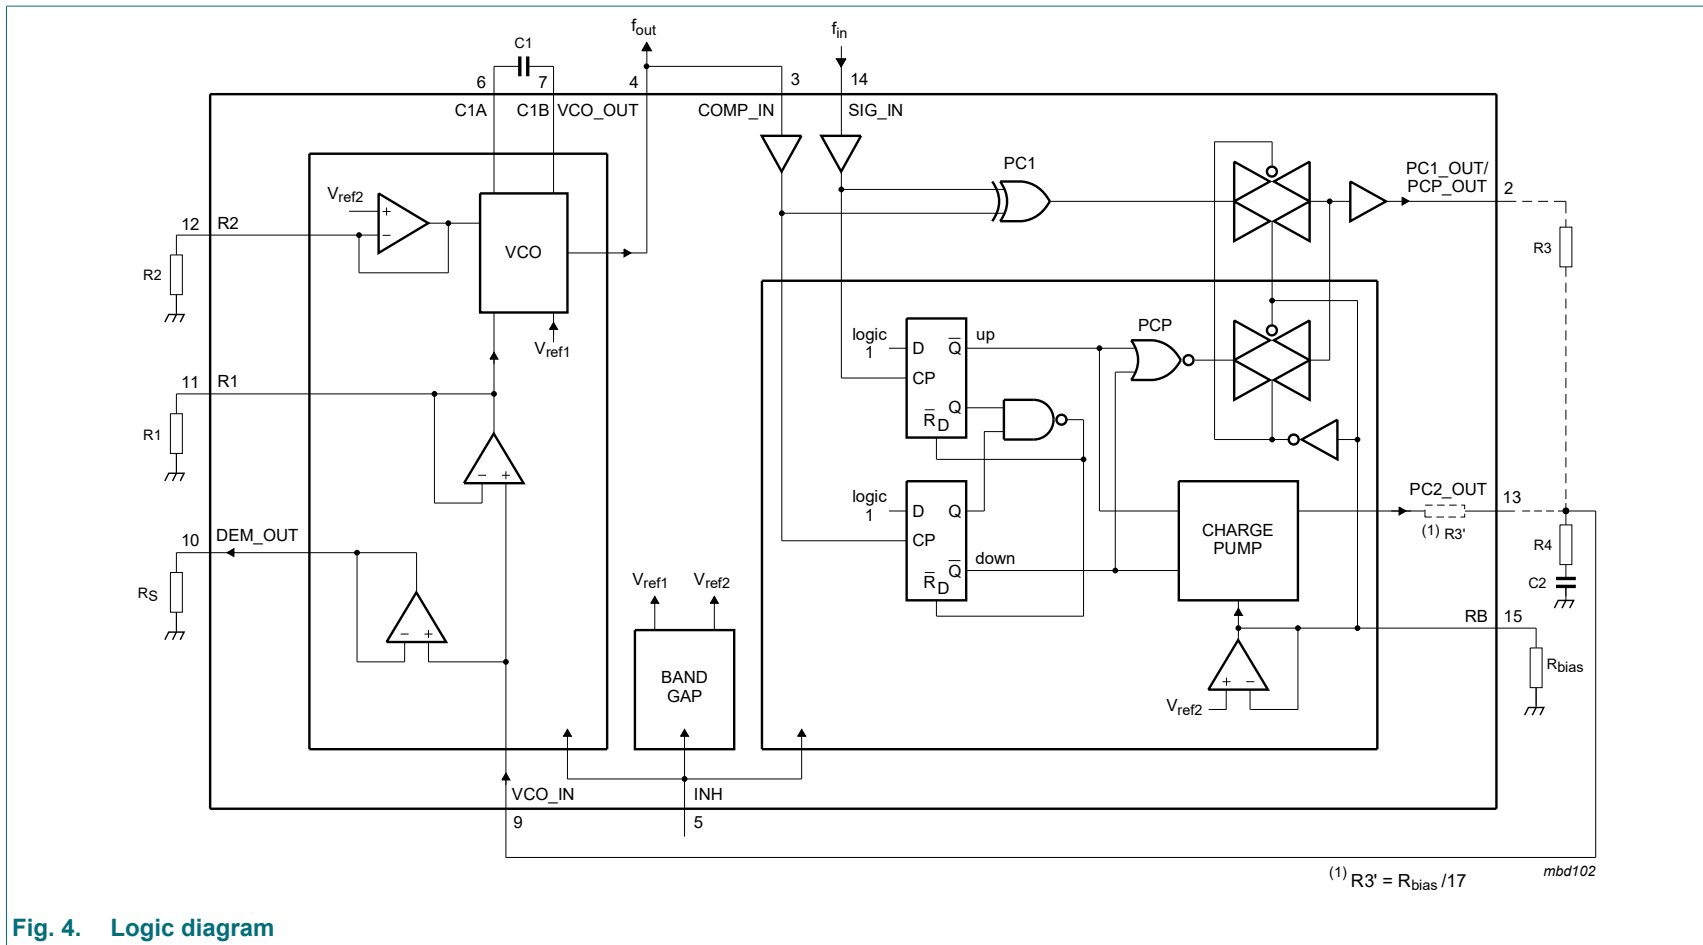 fout
fin
C1
6
7
4
3
14
C1A
C1B
VCO_OUT
COMP_IN
SIG_IN
PC1
PC1_OUT/
PCP_OUT
2
Vref2
+
−
12
R2
VCO
R2
R3
Vref1
logic
1
D
Q̅
up
PCP
CP
Q
R̅D
11
R1
R1
+
−
logic
1
D
Q
CP
down
R̅D
Q̅
CHARGE
PUMP
PC2_OUT
13
(1) R3'
R4
C2
10
DEM_OUT
RS
−
+
Vref1
Vref2
BAND
GAP
RB
15
Rbias
+
−
Vref2
VCO_IN
INH
9
5
(1) R3' = Rbias /17
mbd102
Fig. 4. Logic diagram